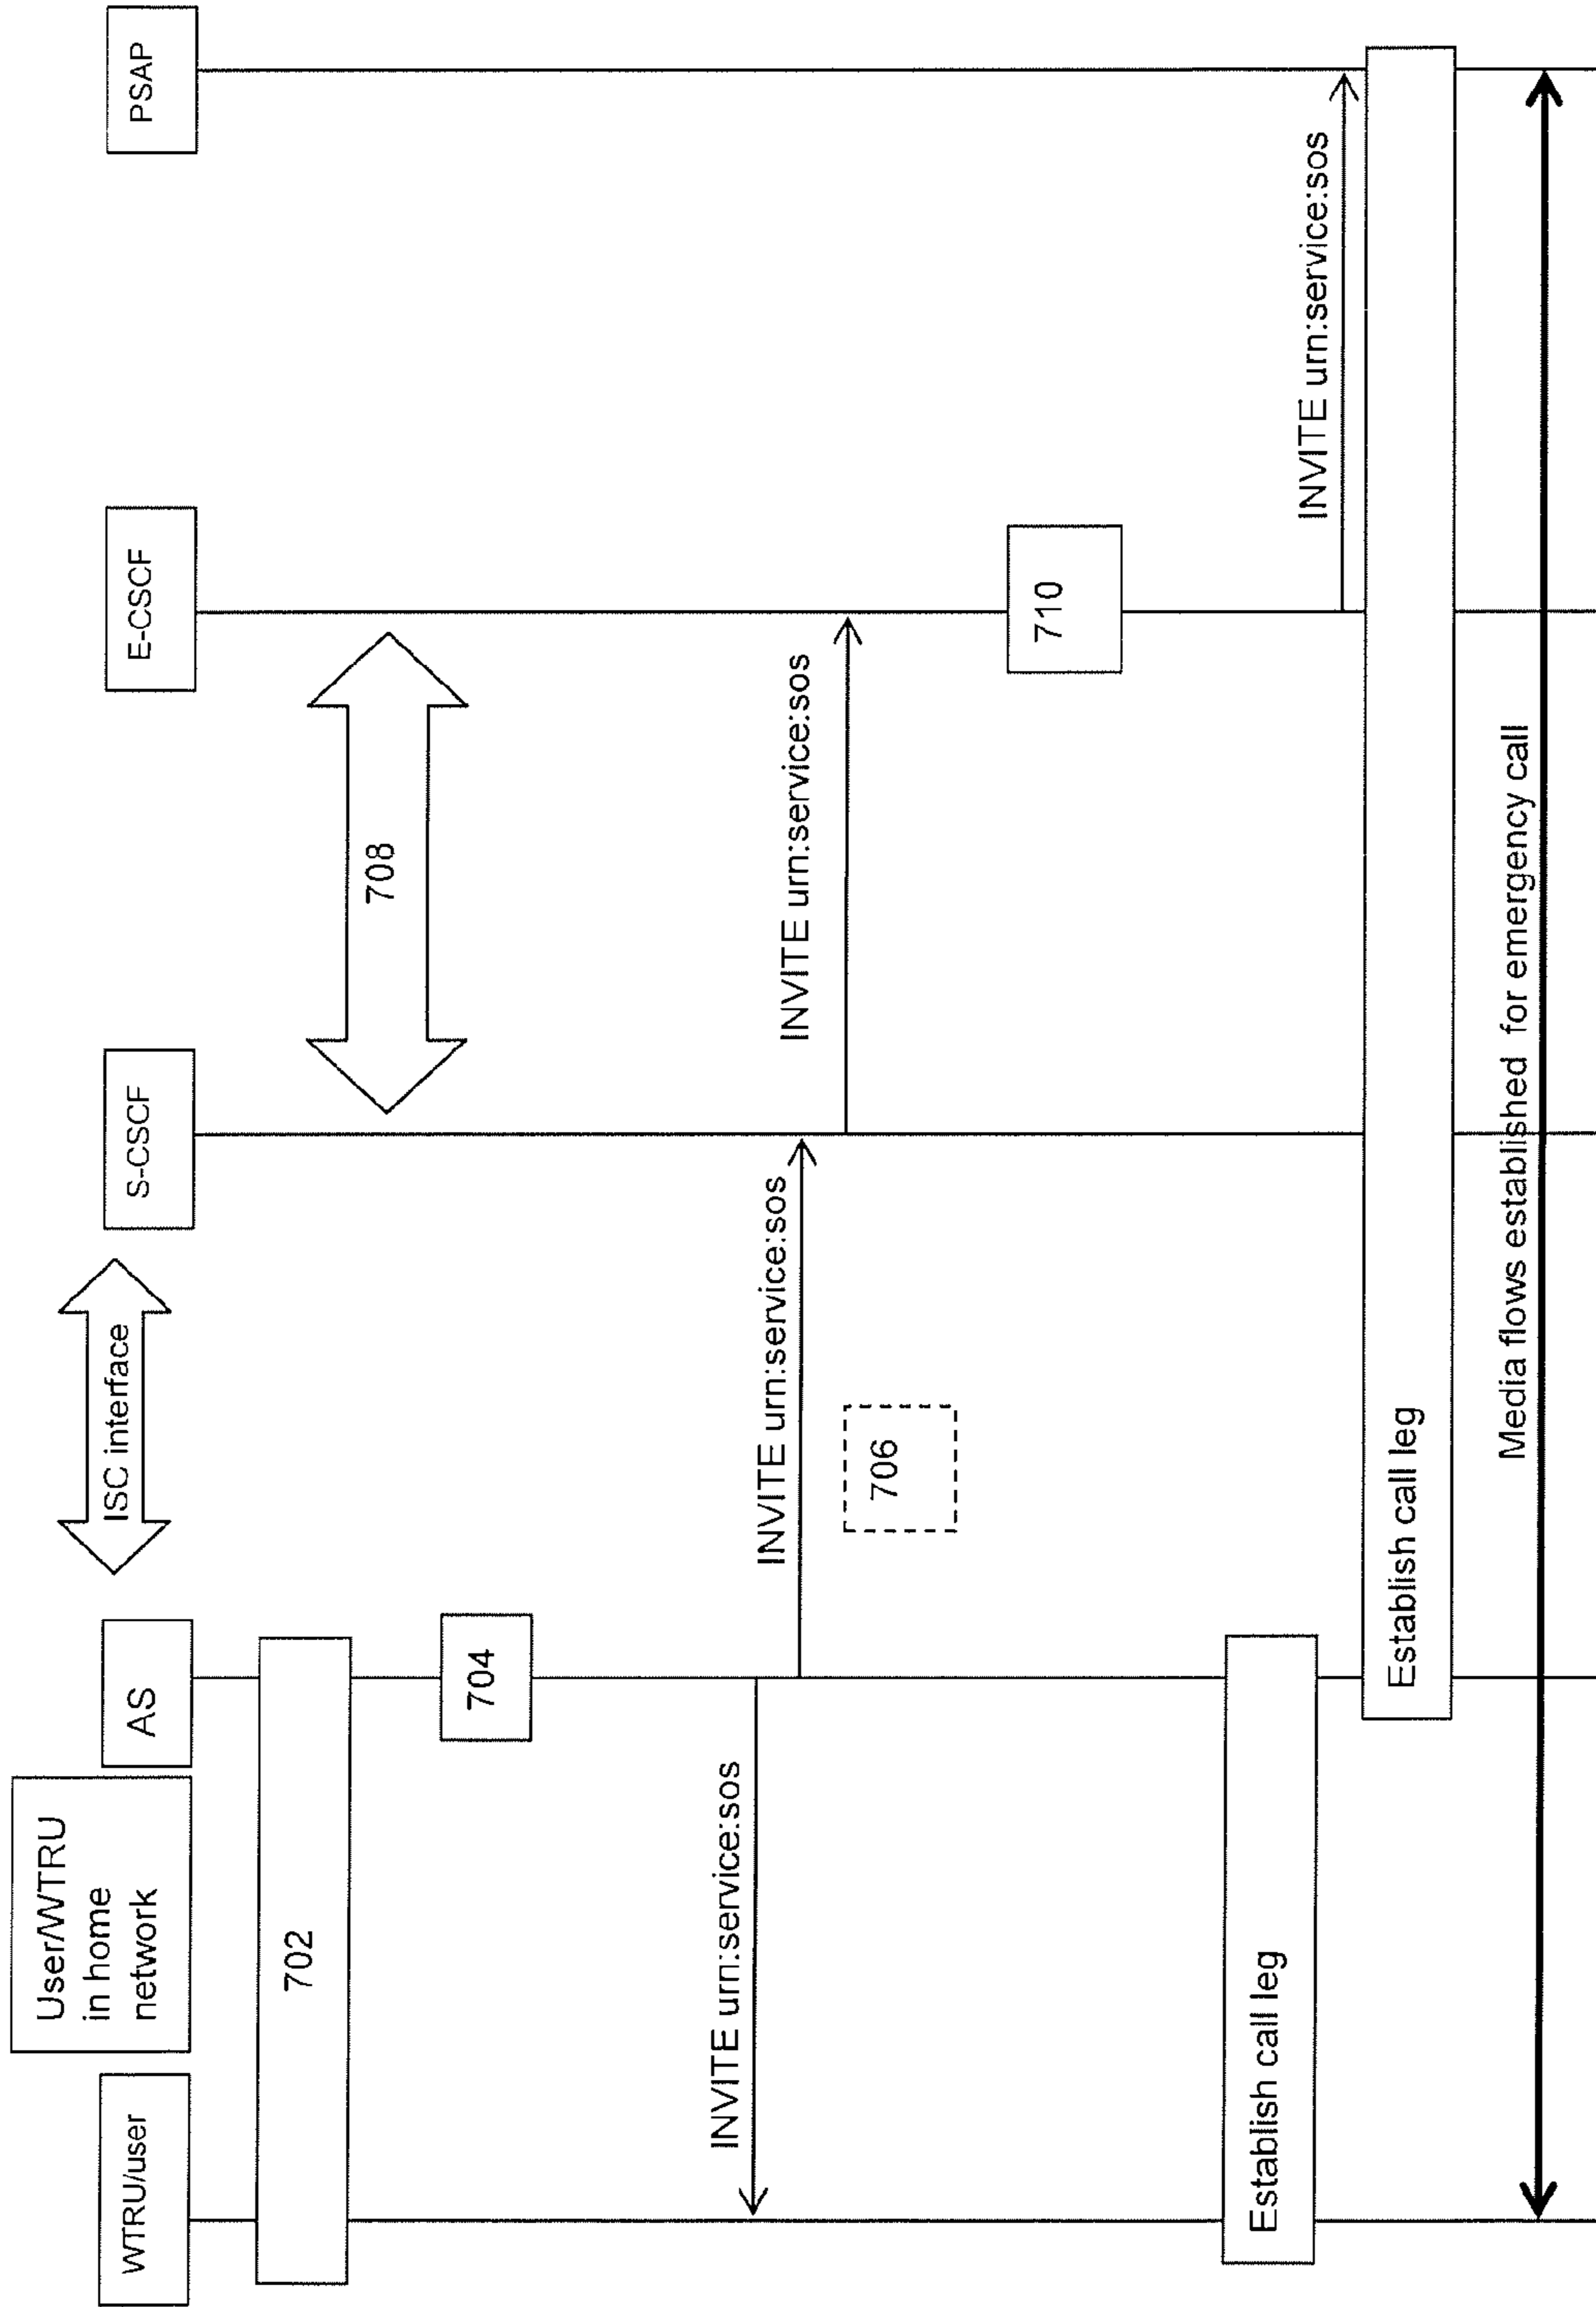 WTRU/user
User/WTRU
in home
network
AS
ISC interface
S-CSCF
E-CSCF
PSAP
702
704
708
INVITE urn:service:sos
INVITE urn:service:sos
INVITE urn:service:sos
706
710
Establish call leg
INVITE urn:service:sos
Establish call leg
Media flows established for emergency call